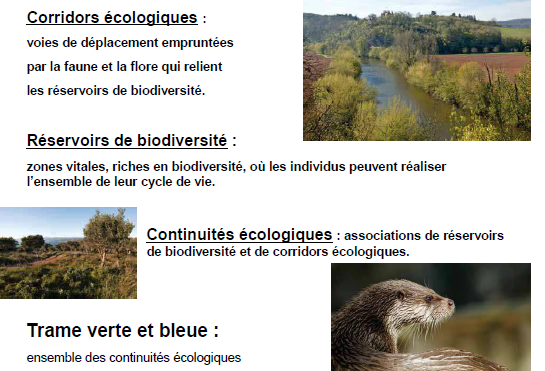 Corridors écologiques :
voies de déplacement empruntées
par la faune et la flore qui relient
les réservoirs de biodiversité.
Réservoirs de biodiversité :
zones vitales, riches en biodiversité, où les individus peuvent réaliser
l'ensemble de leur cycle de vie.
Continuités écologiques : associations de réservoirs
de biodiversité et de corridors écologiques.
Trame verte et bleue :
ensemble des continuités écologiques